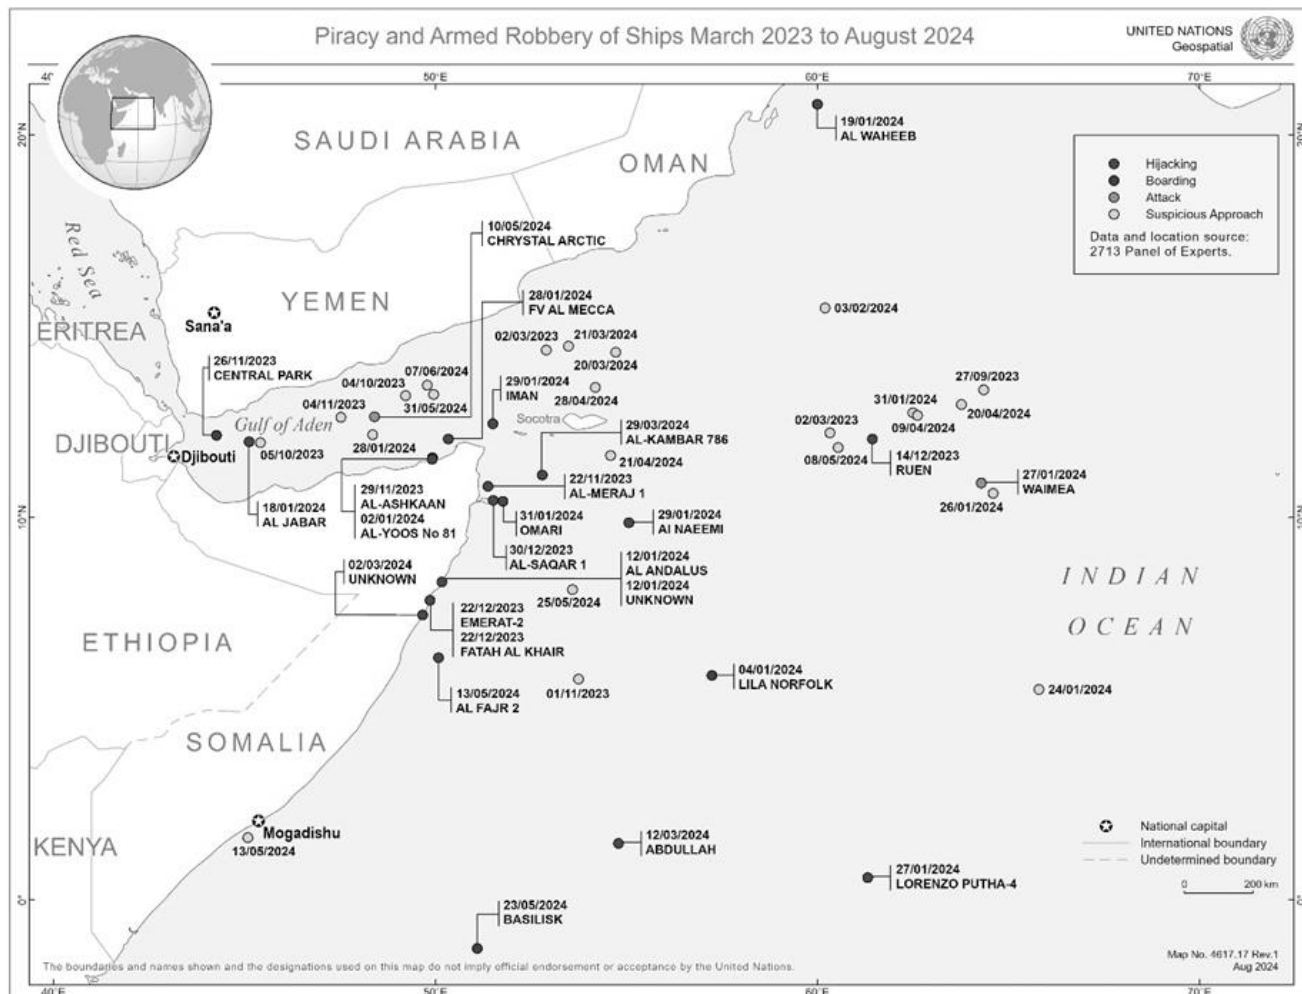 Piracy and Armed Robbery of Ships March 2023 to August 2024
UNITED NATIONS
Geospatial
50°E
60°E
70°E
20°N
20°N
SAUDI ARABIA
OMAN
19/01/2024
AL WAHEEB
Hijacking
Boarding
Attack
Suspicious Approach
Data and location source:
2713 Panel of Experts.
Red Sea
10/05/2024
CHRYSTAL ARCTIC
YEMEN
28/01/2024
FV AL MECCA
03/02/2024
Sana'a
ERITREA
02/03/2023
21/03/2024
20/03/2024
26/11/2023
CENTRAL PARK
07/06/2024
04/10/2023
31/05/2024
29/01/2024
IMAN
28/04/2024
27/09/2023
04/11/2023
31/01/2024
20/04/2024
09/04/2024
Gulf of Aden
Socotra
29/03/2024
AL-KAMBAR 786
02/03/2023
DJIBOUTI
Djibouti
05/10/2023
28/01/2024
21/04/2024
08/05/2024
14/12/2023
RUEN
22/11/2023
AL-MERAJ 1
27/01/2024
WAIMEA
26/01/2024
18/01/2024
AL JABAR
29/11/2023
AL-ASHKAAN
02/01/2024
AL-YOOS No 81
31/01/2024
OMARI
29/01/2024
Al NAEEMI
10°N
10°N
30/12/2023
AL-SAQAR 1
02/03/2024
UNKNOWN
12/01/2024
AL ANDALUS
12/01/2024
UNKNOWN
25/05/2024
INDIAN
OCEAN
22/12/2023
EMERAT-2
22/12/2023
FATAH AL KHAIR
ETHIOPIA
04/01/2024
LILA NORFOLK
01/11/2023
24/01/2024
13/05/2024
AL FAJR 2
SOMALIA
Mogadishu
13/05/2024
KENYA
12/03/2024
ABDULLAH
27/01/2024
LORENZO PUTHA-4
National capital
International boundary
Undetermined boundary
0 200 km
0°
0°
23/05/2024
BASILISK
The boundaries and names shown and the designations used on this map do not imply official endorsement or acceptance by the United Nations.
Map No. 4617.17 Rev.1
Aug 2024
40°E
50°E
60°E
70°E